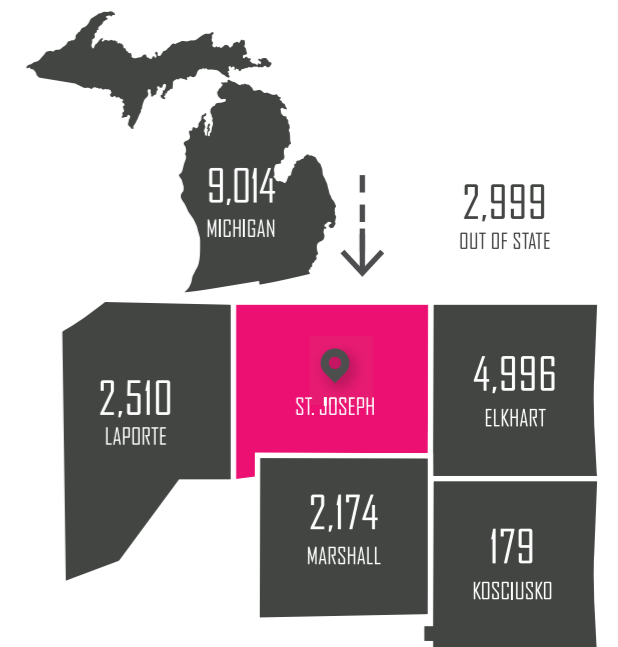 9,014
MICHIGAN
2,999
OUT OF STATE
2,510
LAPORTE
ST. JOSEPH
4,996
ELKHART
2,174
MARSHALL
179
KOSCIUSKO